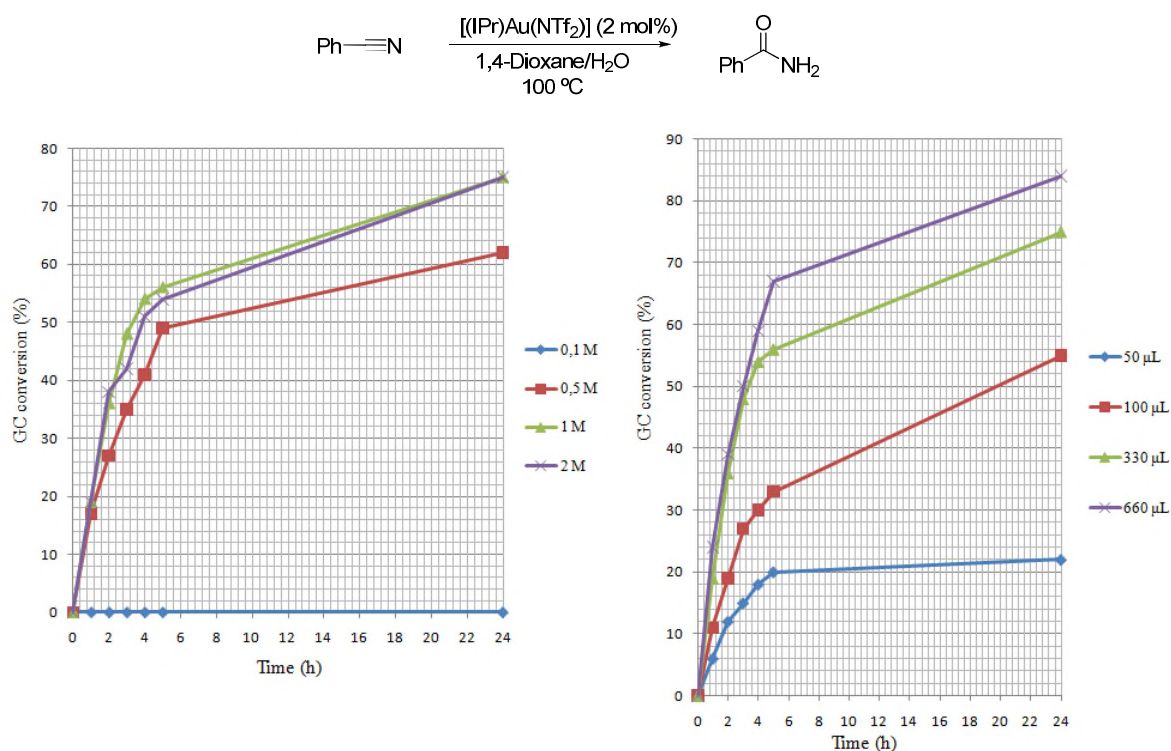 [(IPr)Au(NTf₂)] (2 mol%)
Ph
N
1,4-Dioxane/H₂O
100 ºC
O
Ph
NH₂
80
70
60
50
40
30
20
10
0
GC conversion (%)
0 2 4 6 8 10 12 14 16 18 20 22 24
Time (h)
0,1 M
0,5 M
1 M
2 M
90
80
70
60
50
40
30
20
10
0
GC conversion (%)
0 2 4 6 8 10 12 14 16 18 20 22 24
Time (h)
50 µL
100 µL
330 µL
660 µL